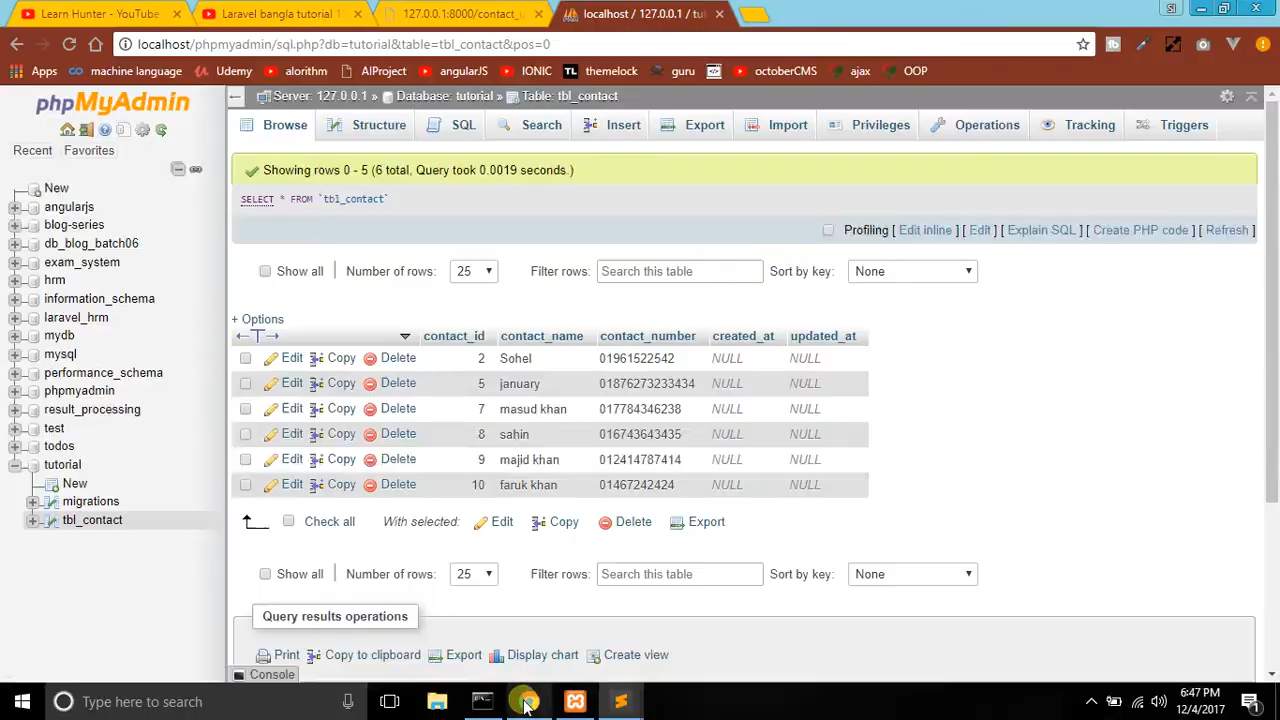 Learn Hunter - YouTube
Laravel bangla tutorial 1
127.0.0.1:8000/contact_u
localhost / 127.0.0.1 / tut
localhost/phpmyadmin/sql.php?db=tutorial&table=tbl_contact&pos=0
Apps machine language Udemy alorithm AIProject angularJS IONIC TL themelock guru octoberCMS ajax OOP
phpMyAdmin
Recent Favorites
New
angularjs
blog-series
db_blog_batch06
exam_system
hrm
information_schema
laravel_hrm
mydb
mysql
performance_schema
phpmyadmin
result_processing
test
todos
tutorial
New
migrations
tbl_contact
Server: 127.0.0.1 » Database: tutorial » Table: tbl_contact
Browse Structure SQL Search Insert Export Import Privileges Operations Tracking Triggers
Showing rows 0 - 5 (6 total, Query took 0.0019 seconds.)
SELECT * FROM `tbl_contact`
Profiling [ Edit inline ] [ Edit ] [ Explain SQL ] [ Create PHP code ] [ Refresh ]
Show all Number of rows: 25 Filter rows: Search this table Sort by key: None
+ Options
contact_id contact_name contact_number created_at updated_at
Edit Copy Delete 2 Sohel 01961522542 NULL NULL
Edit Copy Delete 5 january 01876273233434 NULL NULL
Edit Copy Delete 7 masud khan 017784346238 NULL NULL
Edit Copy Delete 8 sahin 016743643435 NULL NULL
Edit Copy Delete 9 majid khan 012414787414 NULL NULL
Edit Copy Delete 10 faruk khan 01467242424 NULL NULL
Check all With selected: Edit Copy Delete Export
Show all Number of rows: 25 Filter rows: Search this table Sort by key: None
Query results operations
Print Copy to clipboard Export Display chart Create view
Console
Type here to search
6:47 PM
12/4/2017